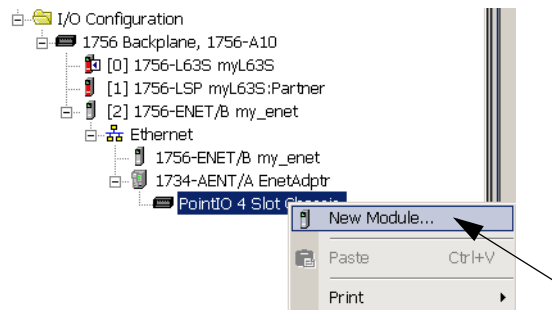 I/O Configuration
1756 Backplane, 1756-A10
[0] 1756-L63S myL63S
[1] 1756-LSP myL63S:Partner
[2] 1756-ENET/B my_enet
Ethernet
1756-ENET/B my_enet
1734-AENT/A EnetAdptr
PointIO 4 Slot Chassis
New Module...
Paste Ctrl+V
Print